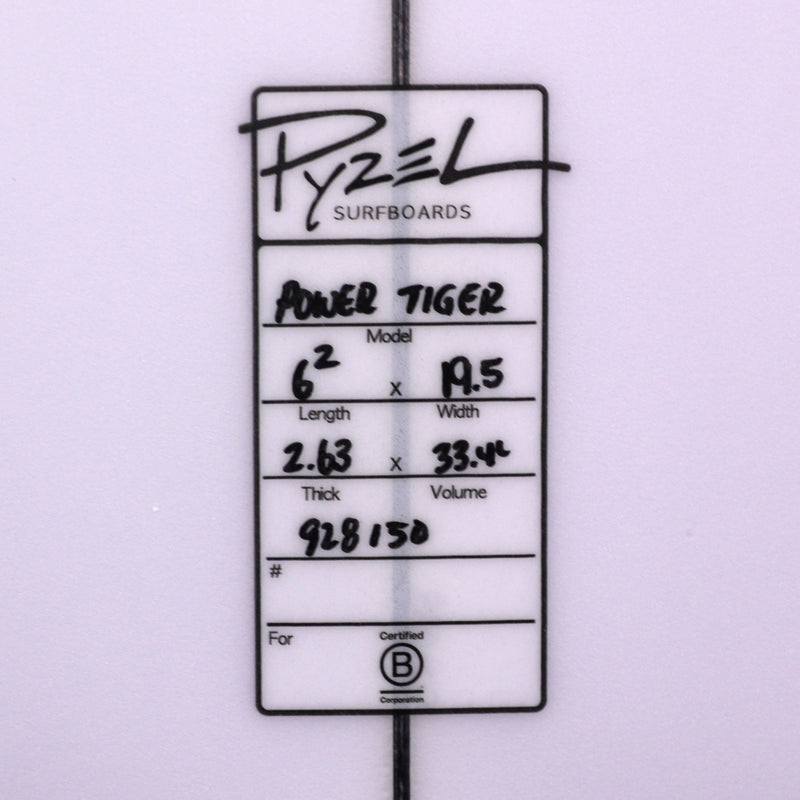 PYZEL
SURFBOARDS
POWER TIGER
Model
6² x 19.5
Length Width
2.63 x 33.4L
Thick Volume
928150
#
For
Certified
B
Corporation